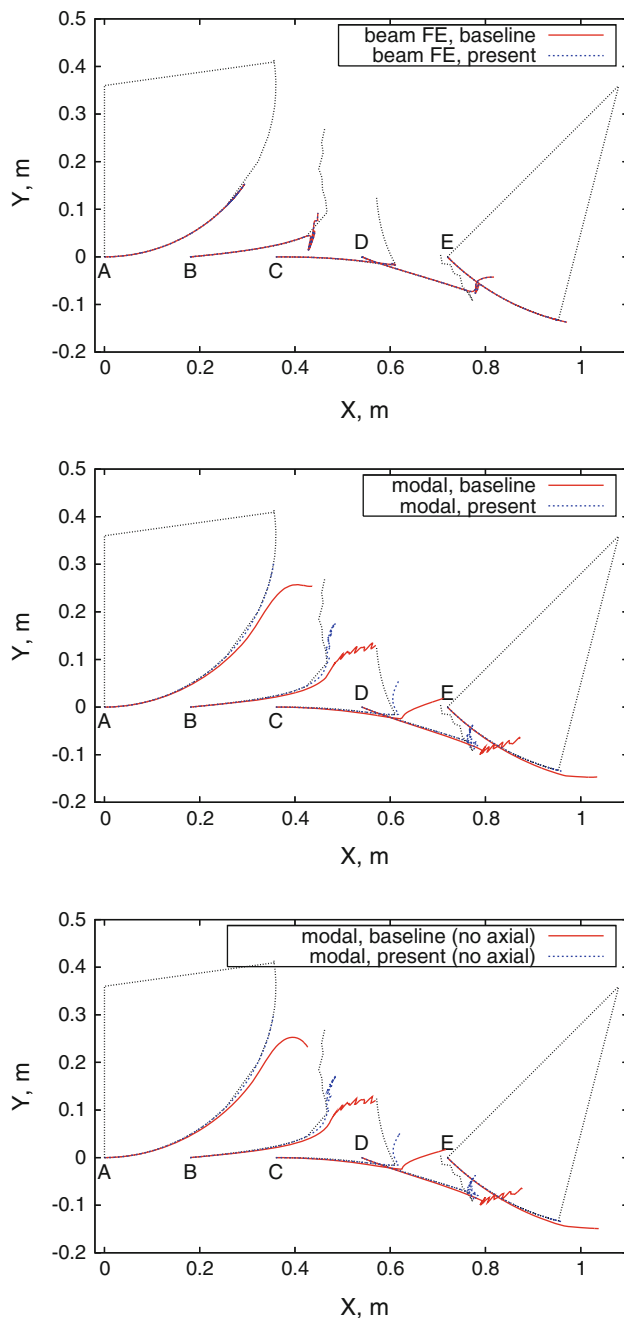 0.5
0.4
0.3
0.2
0.1
0
-0.1
-0.2
Y, m
beam FE, baseline
beam FE, present
A
B
C
D
E
0
0.2
0.4
0.6
0.8
1
X, m
0.5
0.4
0.3
0.2
0.1
0
-0.1
-0.2
Y, m
modal, baseline
modal, present
A
B
C
D
E
0
0.2
0.4
0.6
0.8
1
X, m
0.5
0.4
0.3
0.2
0.1
0
-0.1
-0.2
Y, m
modal, baseline (no axial)
modal, present (no axial)
A
B
C
D
E
0
0.2
0.4
0.6
0.8
1
X, m